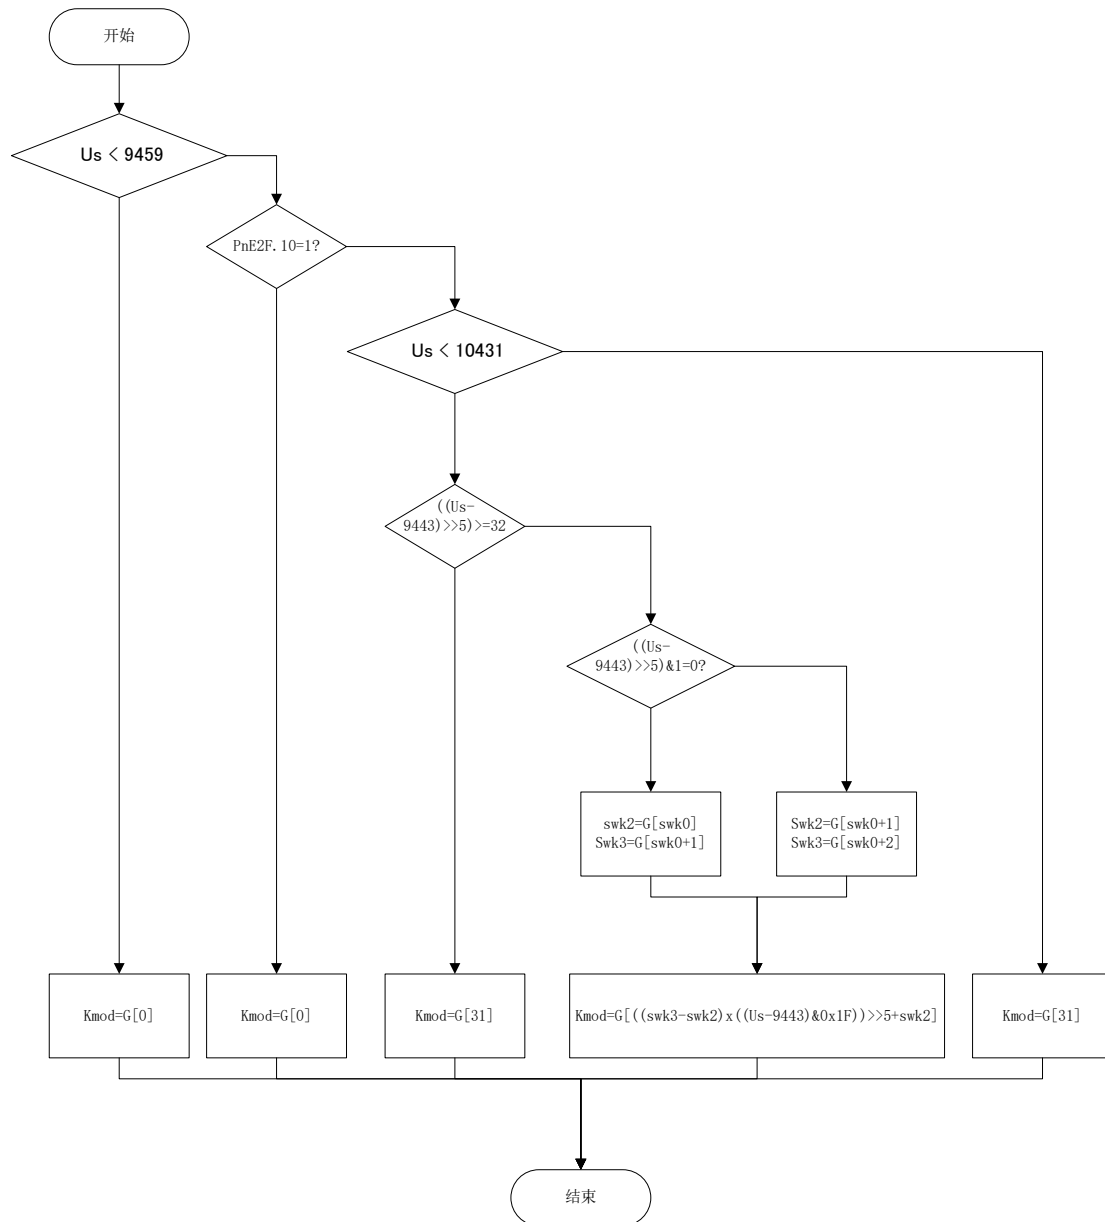 开始
Us < 9459
PnE2F.10=1?
Us < 10431
((Us-
9443)>>5)>=32
((Us-
9443)>>5)&1=0?
swk2=G[swk0]
Swk3=G[swk0+1]
Swk2=G[swk0+1]
Swk3=G[swk0+2]
Kmod=G[0]
Kmod=G[0]
Kmod=G[31]
Kmod=G[((swk3-swk2)x((Us-9443)&0x1F))>>5+swk2]
Kmod=G[31]
结束